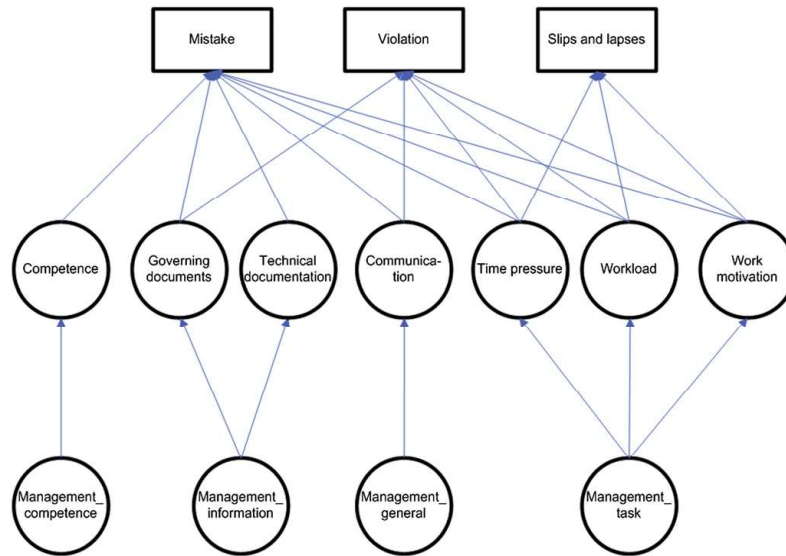 Mistake
Violation
Slips and lapses
Competence
Governing
documents
Technical
documentation
Communica-
tion
Time pressure
Workload
Work
motivation
Management_
competence
Management_
information
Management_
general
Management_
task